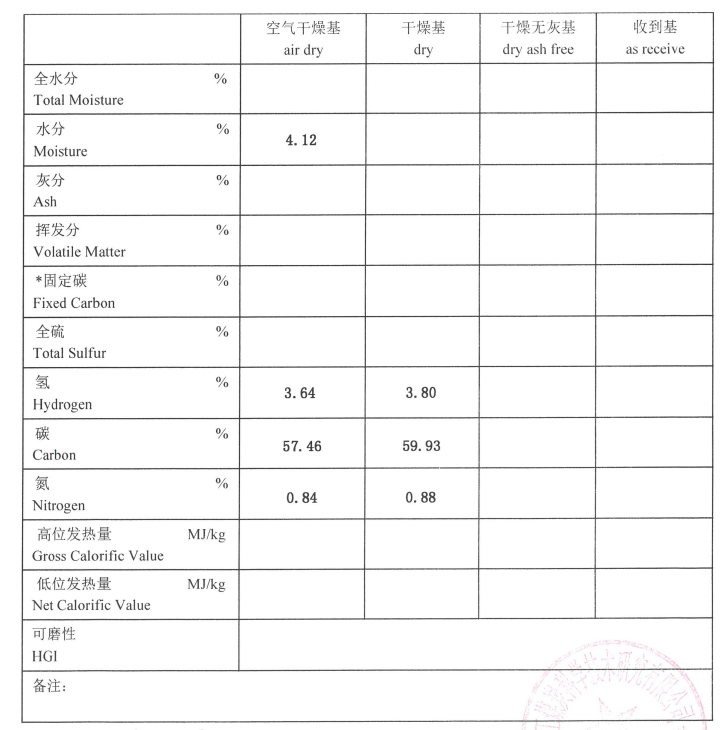 空气干燥基 干燥基 干燥无灰基 收到基
air dry dry dry ash free as receive
全水分 %
Total Moisture
水分 %
Moisture 4.12
灰分 %
Ash
挥发分 %
Volatile Matter
*固定碳 %
Fixed Carbon
全硫 %
Total Sulfur
氢 %
Hydrogen 3.64 3.80
碳 %
Carbon 57.46 59.93
氮 %
Nitrogen 0.84 0.88
高位发热量 MJ/kg
Gross Calorific Value
低位发热量 MJ/kg
Net Calorific Value
可磨性
HGI
备注：